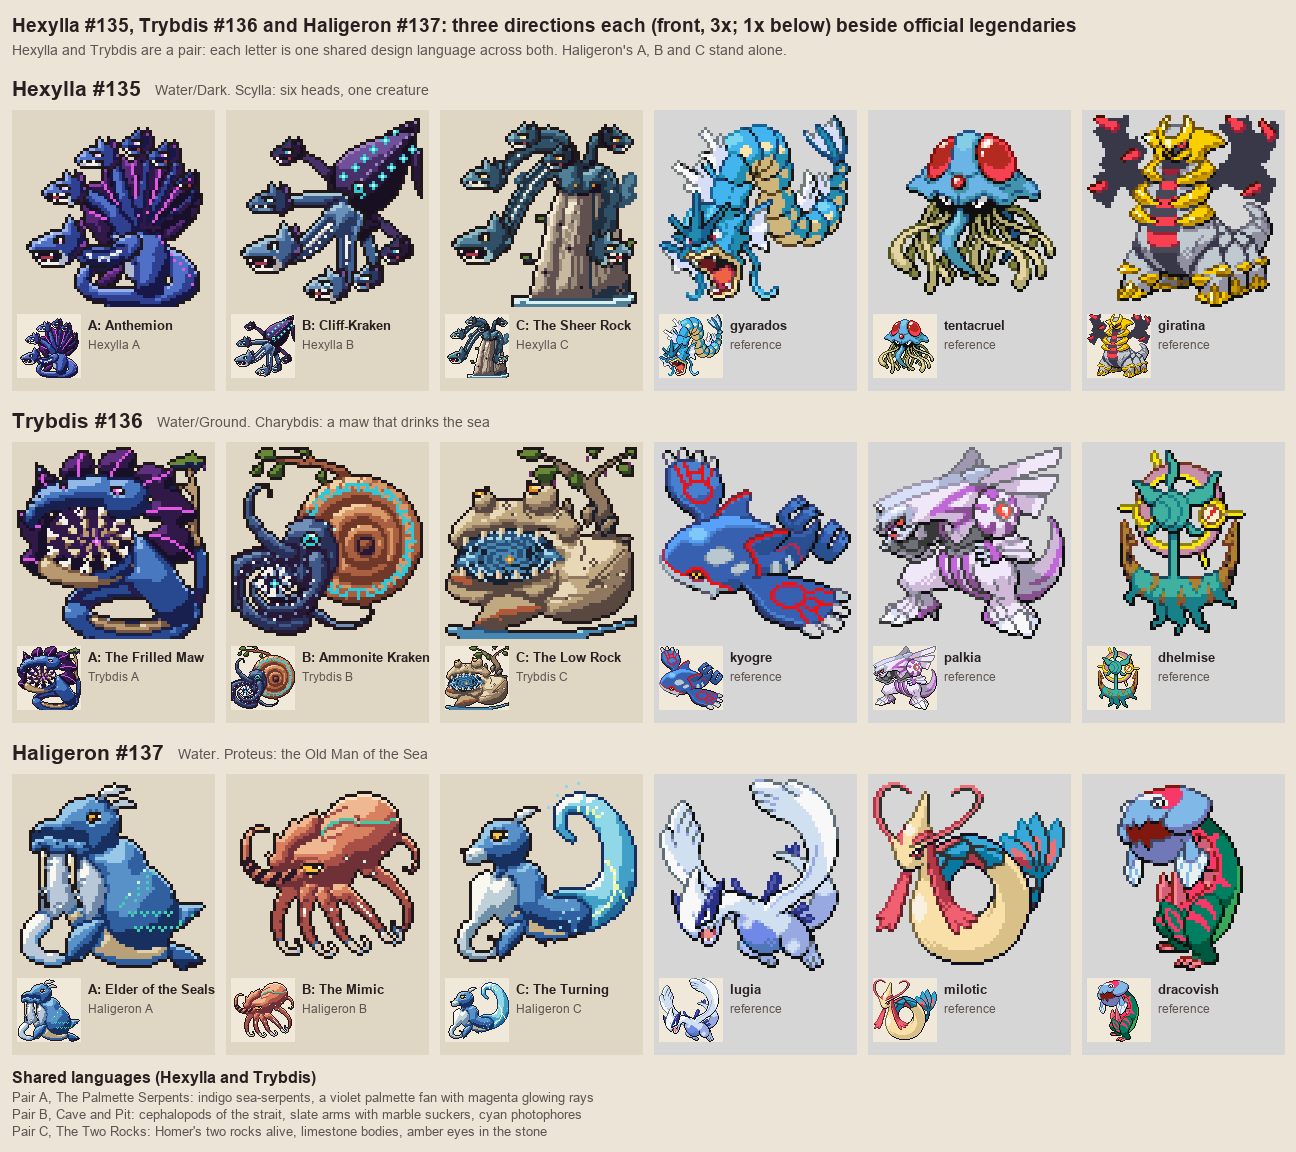 Hexylla #135, Trybdis #136 and Haligeron #137: three directions each (front, 3x; 1x below) beside official legendaries
Hexylla and Trybdis are a pair: each letter is one shared design language across both. Haligeron's A, B and C stand alone.
Hexylla #135 Water/Dark. Scylla: six heads, one creature
A: Anthemion
Hexylla A
B: Cliff-Kraken
Hexylla B
C: The Sheer Rock
Hexylla C
gyarados
reference
tentacruel
reference
giratina
reference
Trybdis #136 Water/Ground. Charybdis: a maw that drinks the sea
A: The Frilled Maw
Trybdis A
B: Ammonite Kraken
Trybdis B
C: The Low Rock
Trybdis C
kyogre
reference
palkia
reference
dhelmise
reference
Haligeron #137 Water. Proteus: the Old Man of the Sea
A: Elder of the Seals
Haligeron A
B: The Mimic
Haligeron B
C: The Turning
Haligeron C
lugia
reference
milotic
reference
dracovish
reference
Shared languages (Hexylla and Trybdis)
Pair A, The Palmette Serpents: indigo sea-serpents, a violet palmette fan with magenta glowing rays
Pair B, Cave and Pit: cephalopods of the strait, slate arms with marble suckers, cyan photophores
Pair C, The Two Rocks: Homer's two rocks alive, limestone bodies, amber eyes in the stone